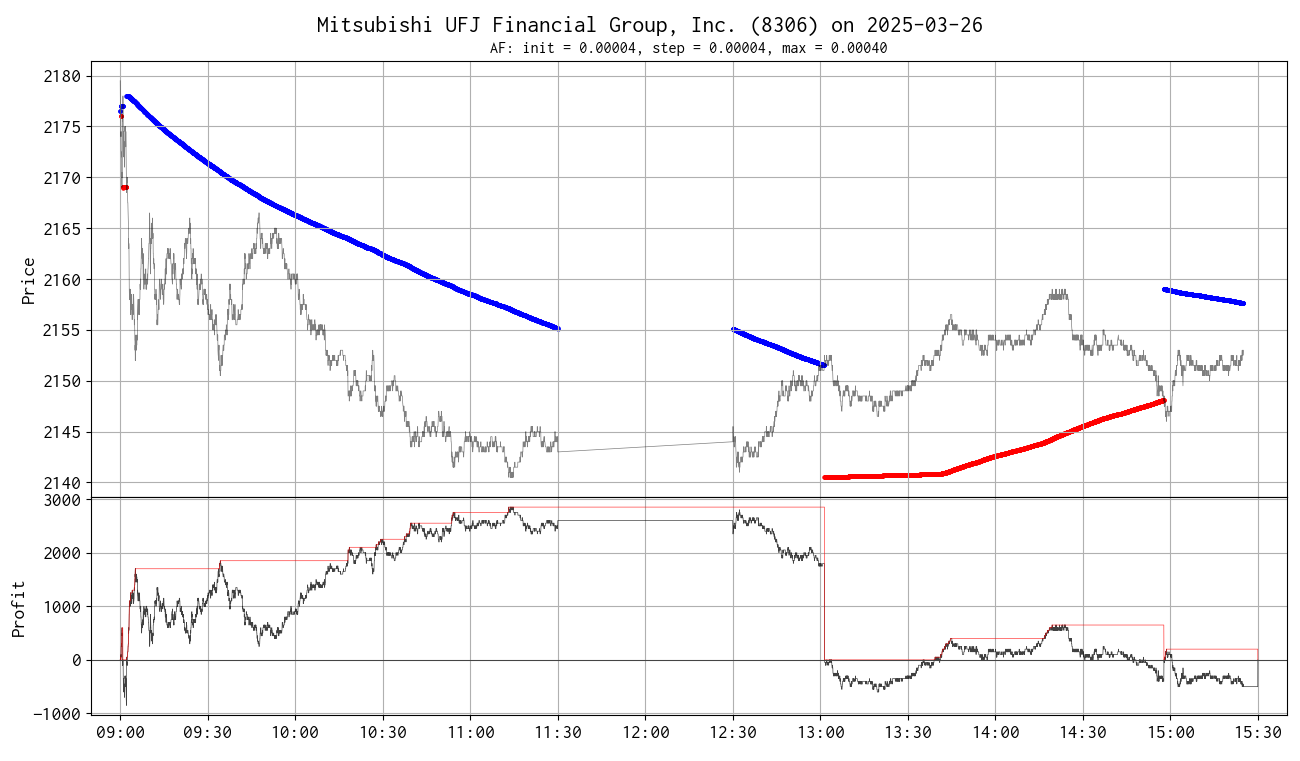 Mitsubishi UFJ Financial Group, Inc. (8306) on 2025-03-26
AF: init = 0.00004, step = 0.00004, max = 0.00040
Price
2180
2175
2170
2165
2160
2155
2150
2145
2140
Profit
3000
2000
1000
0
−1000
09:00 09:30 10:00 10:30 11:00 11:30 12:00 12:30 13:00 13:30 14:00 14:30 15:00 15:30